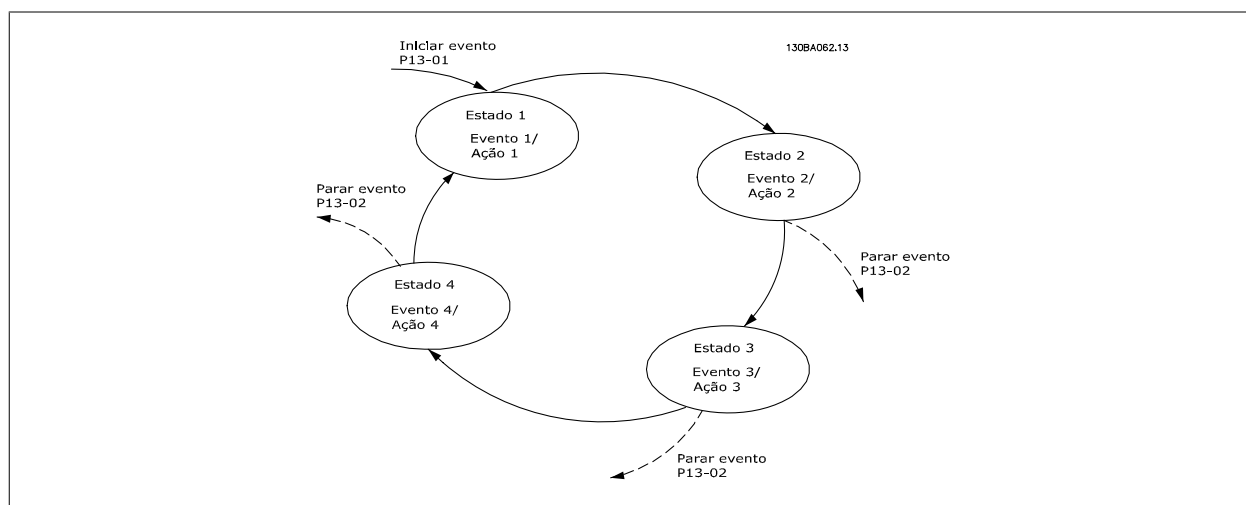 Iniciar evento
P13-01
130BA062.13
Estado 1
Evento 1/
Ação 1
Estado 2
Evento 2/
Ação 2
Parar evento
P13-02
Parar evento
P13-02
Estado 4
Evento 4/
Ação 4
Estado 3
Evento 3/
Ação 3
Parar evento
P13-02